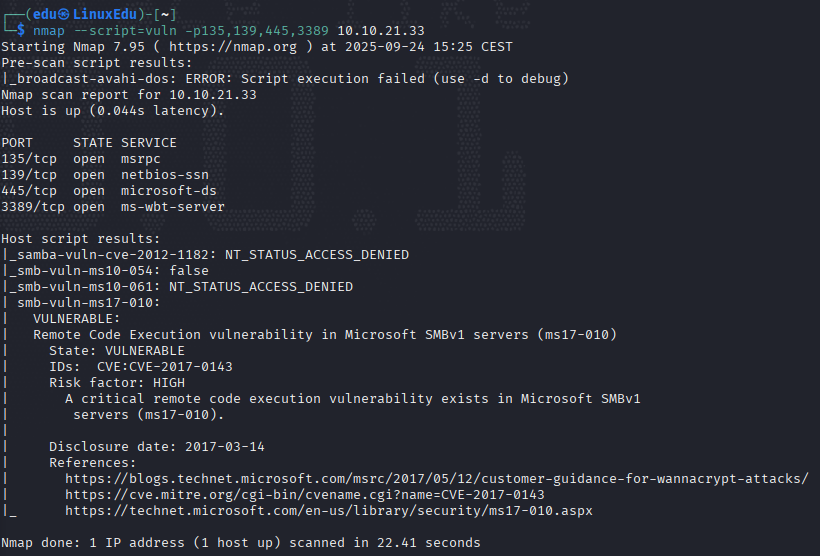 ┌──(edu㉿LinuxEdu)-[~]
└─$ nmap --script=vuln -p135,139,445,3389 10.10.21.33
Starting Nmap 7.95 ( https://nmap.org ) at 2025-09-24 15:25 CEST
Pre-scan script results:
|_broadcast-avahi-dos: ERROR: Script execution failed (use -d to debug)
Nmap scan report for 10.10.21.33
Host is up (0.044s latency).

PORT     STATE SERVICE
135/tcp  open  msrpc
139/tcp  open  netbios-ssn
445/tcp  open  microsoft-ds
3389/tcp open  ms-wbt-server

Host script results:
|_samba-vuln-cve-2012-1182: NT_STATUS_ACCESS_DENIED
|_smb-vuln-ms10-054: false
|_smb-vuln-ms10-061: NT_STATUS_ACCESS_DENIED
| smb-vuln-ms17-010:
|   VULNERABLE:
|   Remote Code Execution vulnerability in Microsoft SMBv1 servers (ms17-010)
|     State: VULNERABLE
|     IDs:  CVE:CVE-2017-0143
|     Risk factor: HIGH
|       A critical remote code execution vulnerability exists in Microsoft SMBv1
|        servers (ms17-010).
|
|     Disclosure date: 2017-03-14
|     References:
|       https://blogs.technet.microsoft.com/msrc/2017/05/12/customer-guidance-for-wannacrypt-attacks/
|       https://cve.mitre.org/cgi-bin/cvename.cgi?name=CVE-2017-0143
|_      https://technet.microsoft.com/en-us/library/security/ms17-010.aspx

Nmap done: 1 IP address (1 host up) scanned in 22.41 seconds